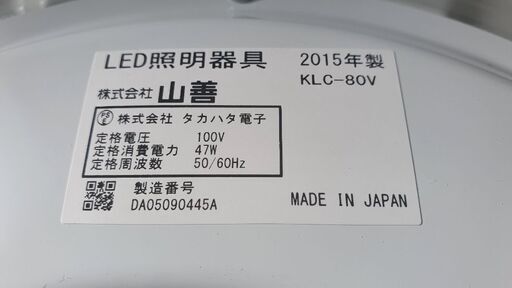 LED照明器具 2015年製
株式会社 山善 KLC-80V
株式会社 タカハタ電子
定格電圧 100V
定格消費電力 47W
定格周波数 50/60Hz
製造番号
DA05090445A MADE IN JAPAN